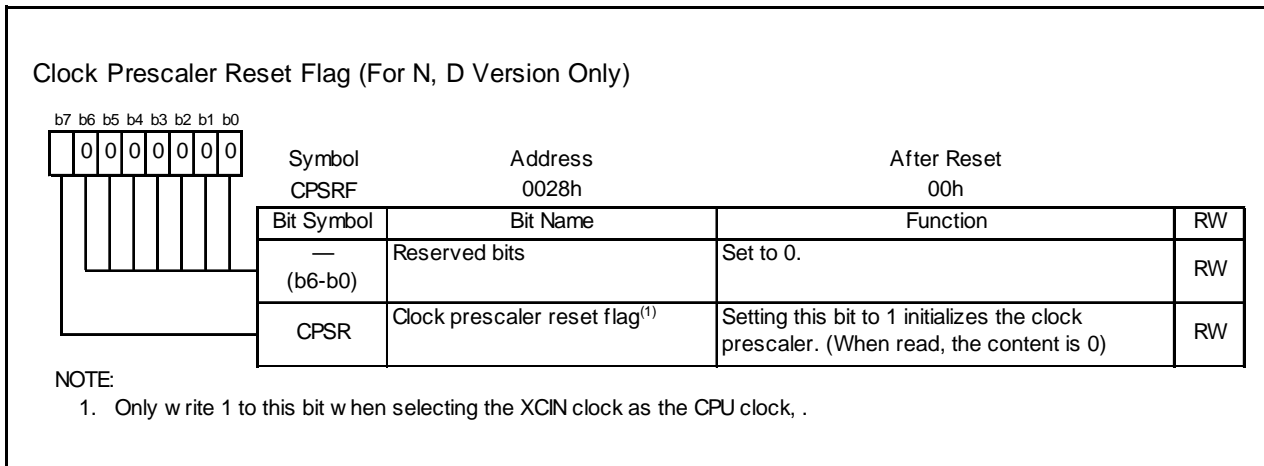 Clock Prescaler Reset Flag (For N, D Version Only)
b7 b6 b5 b4 b3 b2 b1 b0
0 0 0 0 0 0 0
Symbol Address After Reset
CPSRF 0028h 00h
Bit Symbol Bit Name Function RW
— Reserved bits Set to 0. RW
(b6-b0)
CPSR Clock prescaler reset flag(1) Setting this bit to 1 initializes the clock RW
prescaler. (When read, the content is 0)
NOTE:
1. Only write 1 to this bit when selecting the XCIN clock as the CPU clock, .